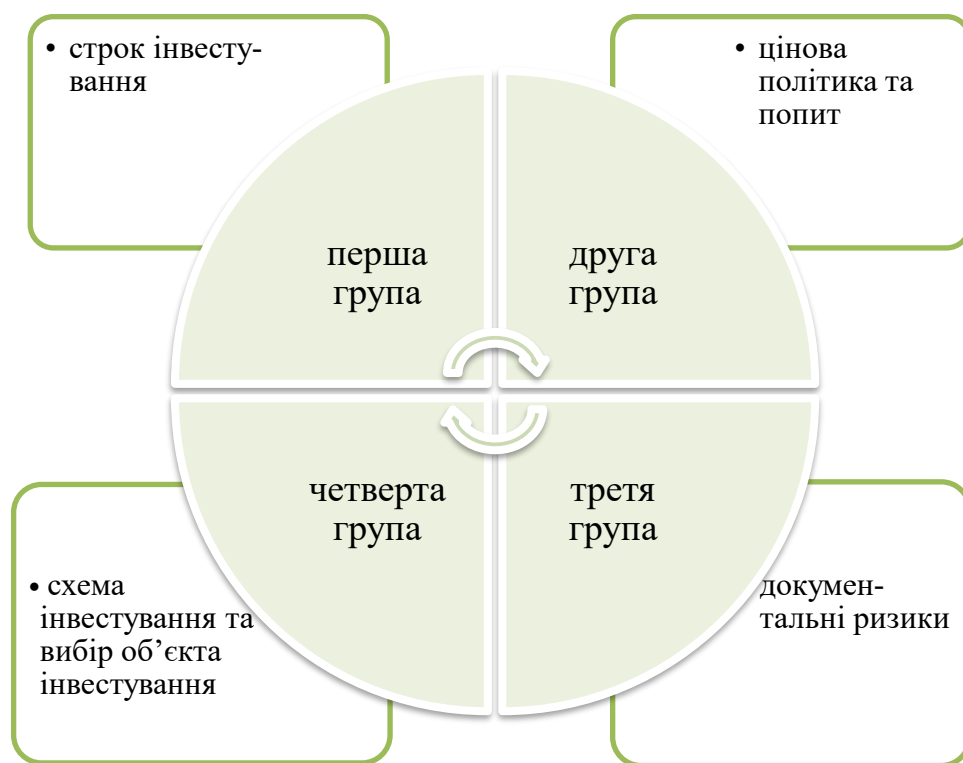 • строк інвесту-
вання
• цінова
політика та
попит
перша
група
друга
група
четверта
група
третя
група
• схема
інвестування та
вибір об’єкта
інвестування
докумен-
тальні ризики